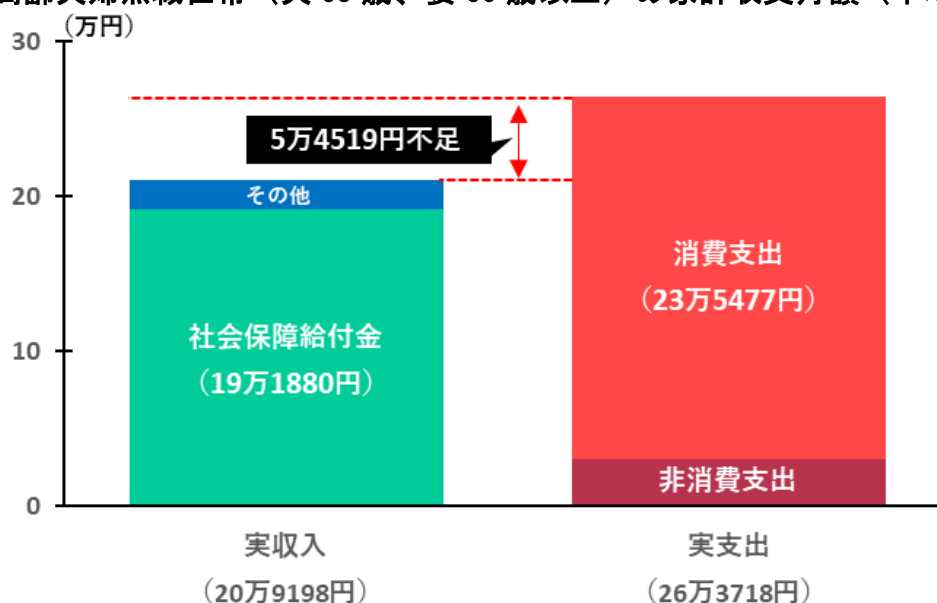 （万円）
30
5万4519円不足
20
その他
消費支出
（23万5477円）
社会保障給付金
10
（19万1880円）
非消費支出
0
実収入
実支出
（20万9198円）
（26万3718円）